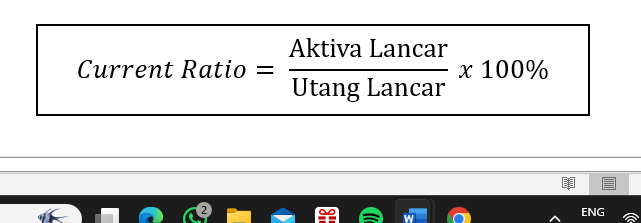 Current Ratio = Aktiva Lancar / Utang Lancar x 100%
2
W
ENG